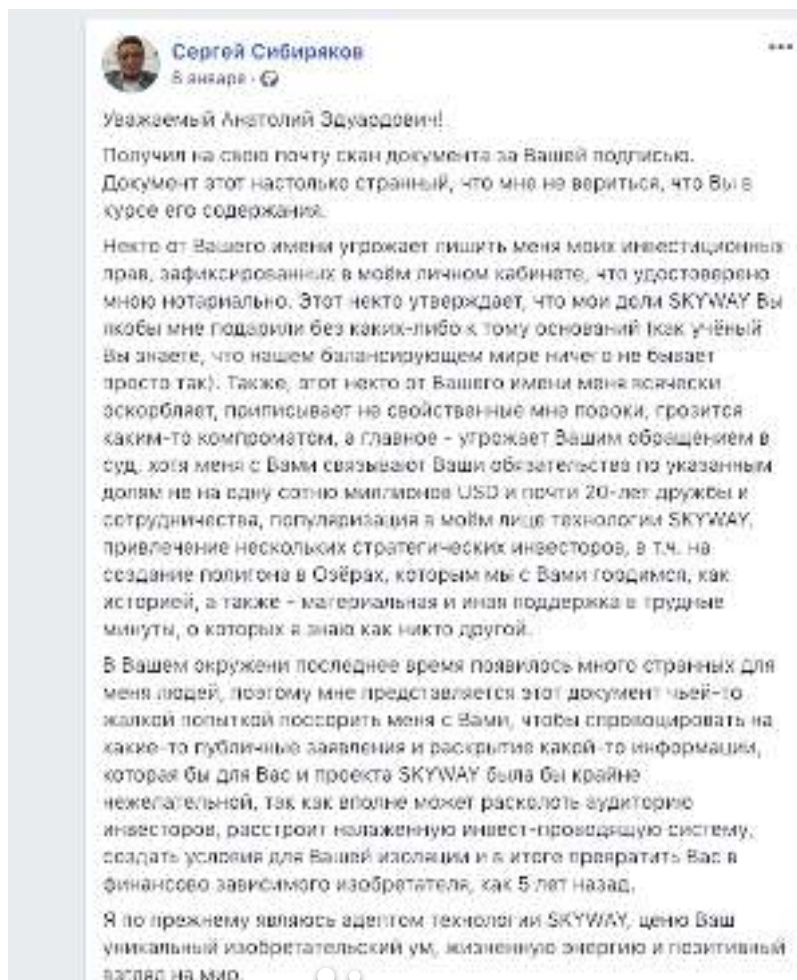 Сергей Сибиряков
6 января ·
Уважаемый Анатолий Эдуардович!
Получил на свою почту скан документа за Вашей подписью.
Документ этот настолько странный, что мне не вериться, что Вы в
курсе его содержания.
Некто от Вашего имени угрожает лишить меня моих инвестиционных
прав, зафиксированных в моём личном кабинете, что удостоверено
мною нотариально. Этот некто утверждает, что мои доли SKYWAY Вы
якобы мне подарили без каких-либо к тому оснований (как учёный
Вы знаете, что нашем балансирующем мире ничего не бывает
просто так). Также, этот некто от Вашего имени меня всячески
оскорбляет, приписывает не свойственные мне пороки, грозится
каким-то компроматом, а главное - угрожает Вашим обращением в
суд, хотя меня с Вами связывают Ваши обязательства по указанным
долям не на одну сотню миллионов USD и почти 20-лет дружбы и
сотрудничества, популяризация в моём лице технологии SKYWAY,
привлечение нескольких стратегических инвесторов, в т.ч. на
создание полигона в Озёрах, которым мы с Вами гордимся, как
историей, а также - материальная и иная поддержка в трудные
минуты, о которых я знаю как никто другой.
В Вашем окружени последнее время появилось много странных для
меня людей, поэтому мне представляется этот документ чьей-то
жалкой попыткой поссорить меня с Вами, чтобы спровоцировать на
какие-то публичные заявления и раскрытие какой-то информации,
которая бы для Вас и проекта SKYWAY была бы крайне
нежелательной, так как вполне может расколоть аудиторию
инвесторов, расстроит налаженную инвест-проводящую систему,
создать условия для Вашей изоляции и в итоге превратить Вас в
финансово зависимого изобретателя, как 5 лет назад.
Я по прежнему являюсь адептом технологии SKYWAY, ценю Ваш
уникальный изобретательский ум, жизненную энергию и позитивный
взгляд на мир.